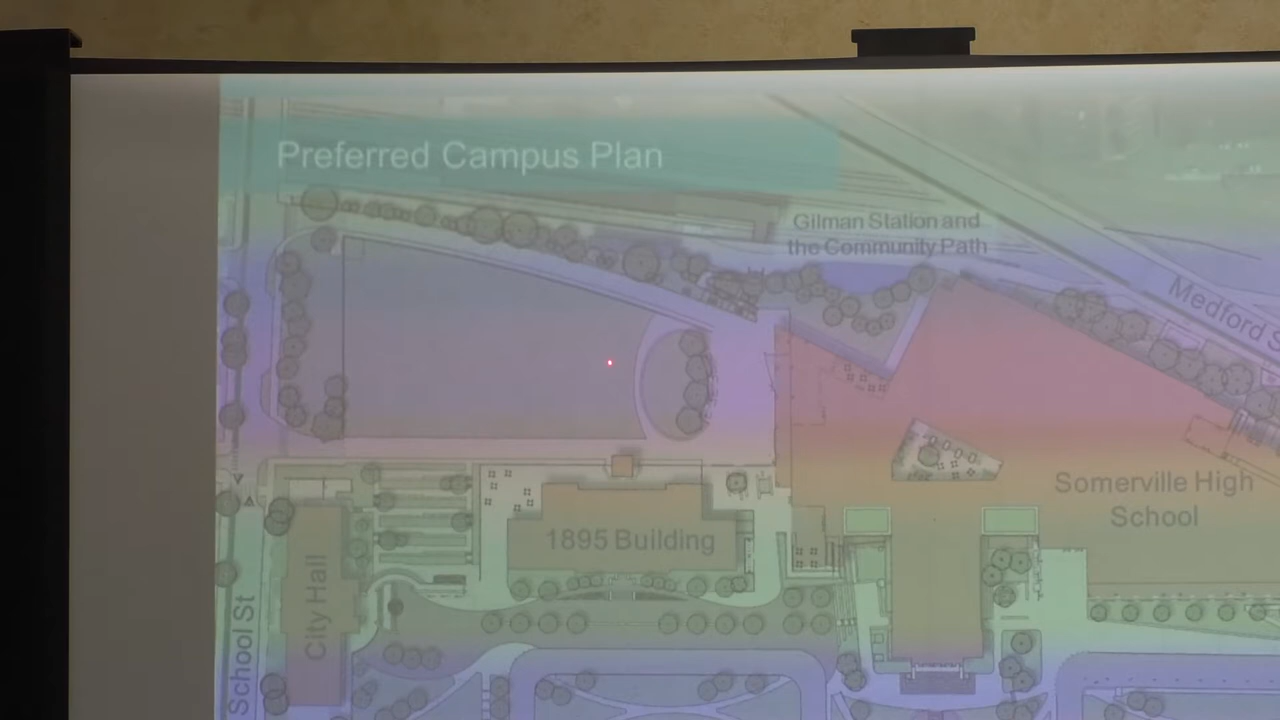 Preferred Campus Plan
Gilman Station and
the Community Path
Medford S
Somerville High
School
1895 Building
City Hall
School St